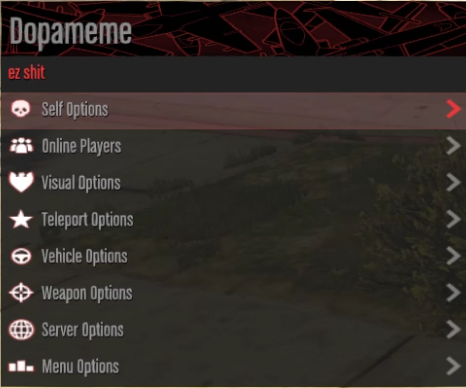 Dopameme
ez shit
Self Options
Online Players
Visual Options
Teleport Options
Vehicle Options
Weapon Options
Server Options
Menu Options